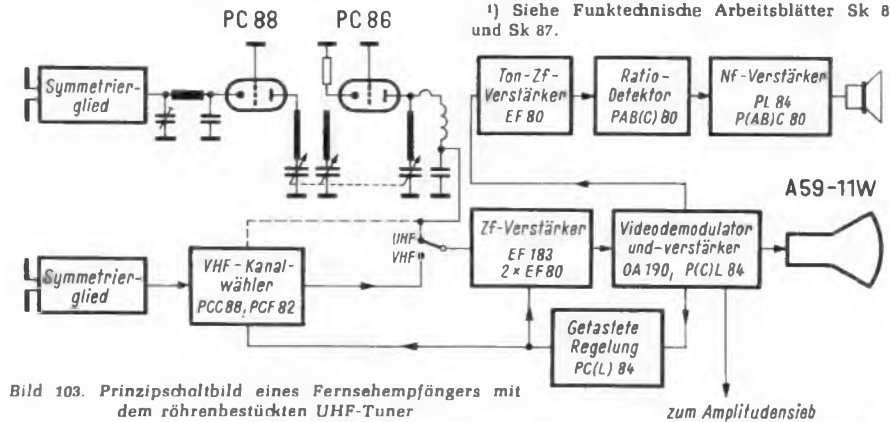 PC 88
PC 86
¹) Siehe Funktechnische Arbeitsblätter Sk 8
und Sk 87.
Symmetrier-
glied
Ton-Zf-
Verstärker
EF 80
Ratio-
Detektor
PAB(C) 80
Nf-Verstärker
PL 84
P(AB)C 80
A59-11W
Symmetrier-
glied
VHF-Kanal-
wähler
PCC 88, PCF 82
UHF
VHF
Zf-Verstärker
EF 183
2 × EF 80
Videodemodulator
und-verstärker
OA 190, P(C)L 84
Getastete
Regelung
PC(L) 84
Bild 103. Prinzipschaltbild eines Fernsehempfängers mit
dem röhrenbestückten UHF-Tuner
zum Amplitudensieb